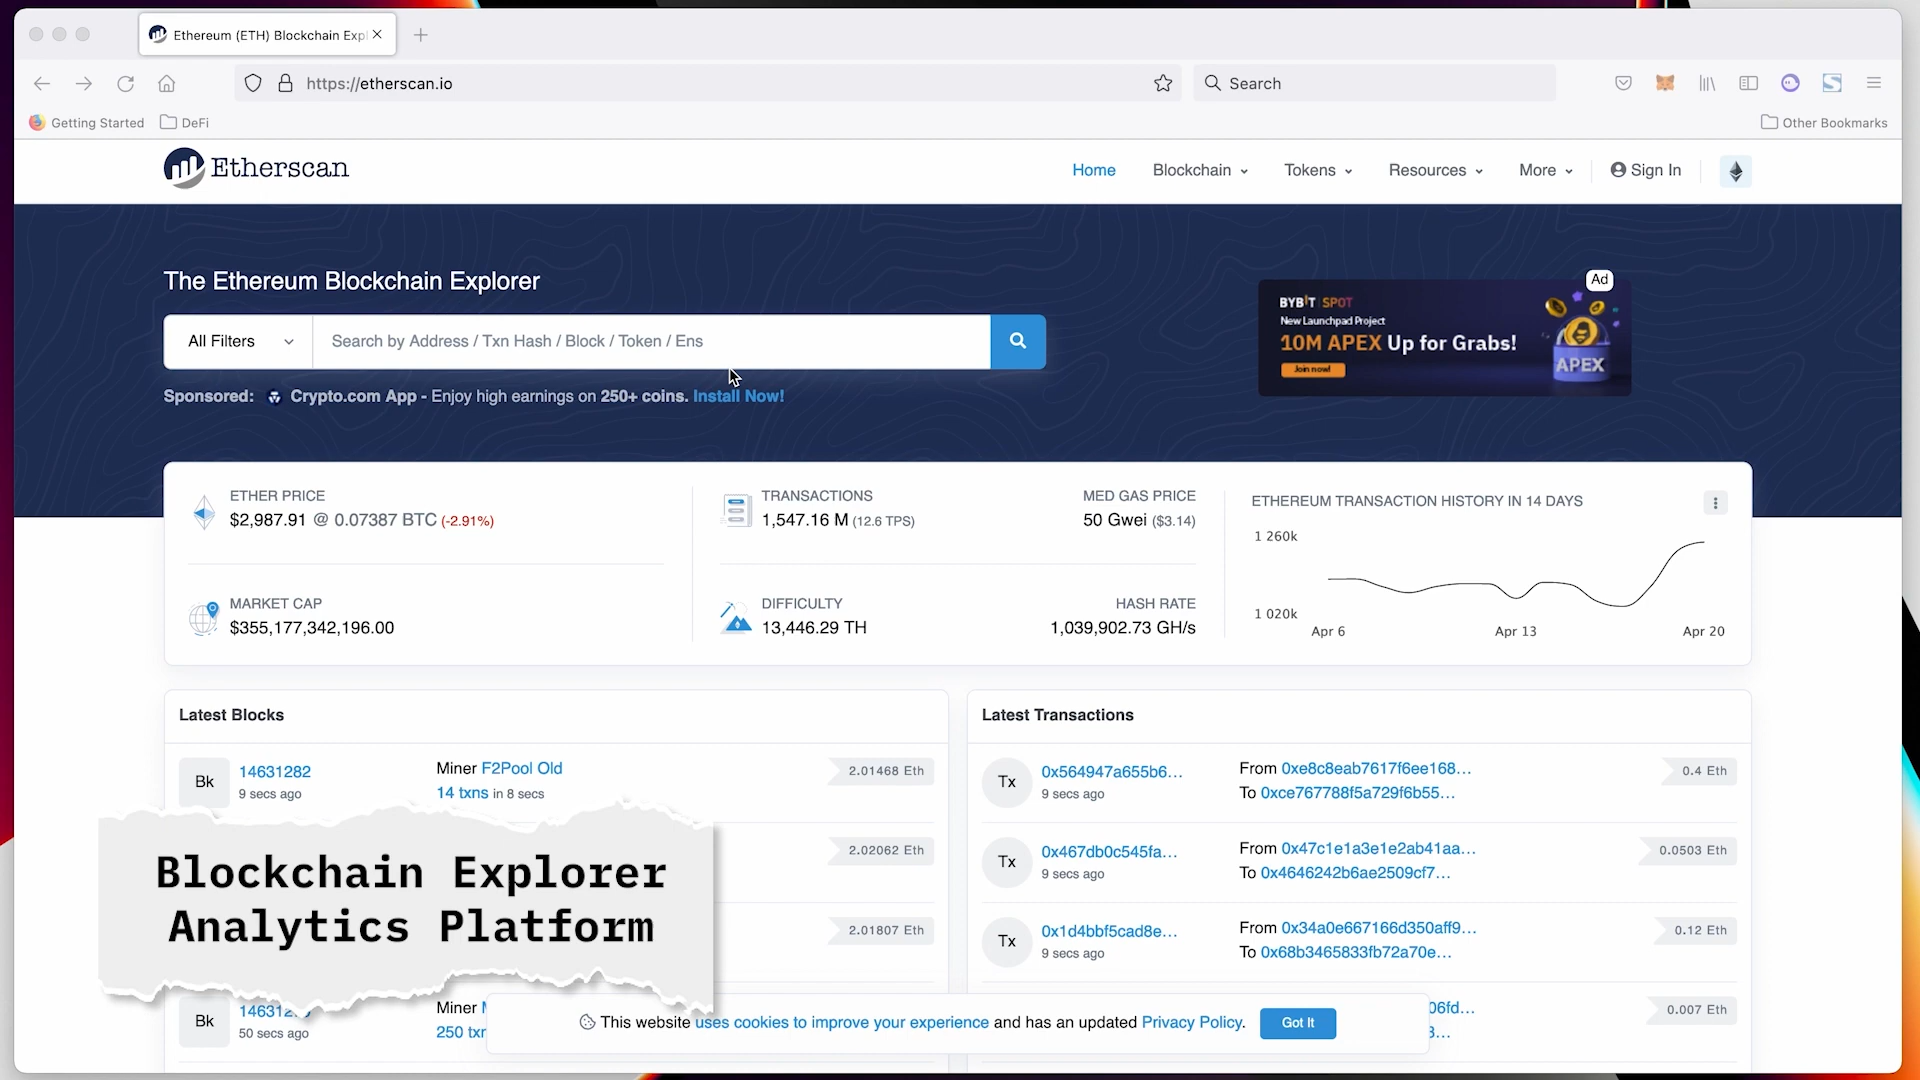 Ethereum (ETH) Blockchain Expl
https://etherscan.io
Search
Getting Started
DeFi
Other Bookmarks
Etherscan
Home
Blockchain
Tokens
Resources
More
Sign In
The Ethereum Blockchain Explorer
All Filters
Search by Address / Txn Hash / Block / Token / Ens
Sponsored: Crypto.com App - Enjoy high earnings on 250+ coins. Install Now!
Ad
BYBIT SPOT
New Launchpad Project
10M APEX Up for Grabs!
Join now!
APEX
ETHER PRICE
$2,987.91 @ 0.07387 BTC (-2.91%)
MARKET CAP
$355,177,342,196.00
TRANSACTIONS
1,547.16 M (12.6 TPS)
MED GAS PRICE
50 Gwei ($3.14)
DIFFICULTY
13,446.29 TH
HASH RATE
1,039,902.73 GH/s
ETHEREUM TRANSACTION HISTORY IN 14 DAYS
1 260k
1 020k
Apr 6
Apr 13
Apr 20
Latest Blocks
Bk
14631282
9 secs ago
Miner F2Pool Old
14 txns in 8 secs
2.01468 Eth
2.02062 Eth
2.01807 Eth
Bk
50 secs ago
Miner
250
Latest Transactions
Tx
0x564947a655b6...
9 secs ago
From 0xe8c8eab7617f6ee168...
To 0xce767788f5a729f6b55...
0.4 Eth
Tx
0x467db0c545fa...
9 secs ago
From 0x47c1e1a3e1e2ab41aa...
To 0x4646242b6ae2509cf7...
0.0503 Eth
Tx
0x1d4bbf5cad8e...
9 secs ago
From 0x34a0e667166d350aff9...
To 0x68b3465833fb72a70e...
0.12 Eth
06fd...
0.007 Eth
Blockchain Explorer
Analytics Platform
This website uses cookies to improve your experience and has an updated Privacy Policy.
Got It